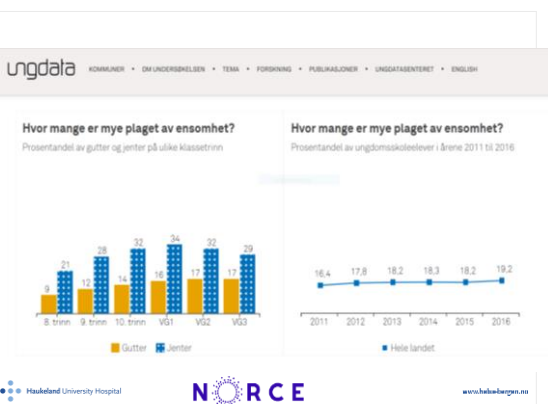 ungdata
KOMMUNER • OM UNDERSØKELSEN • TEMA • FORSKNING • PUBLIKASJONER • UNGDATASENTERET • ENGLISH
Hvor mange er mye plaget av ensomhet?
Prosentandel av gutter og jenter på ulike klassetrinn
9 21 12 28 14 32 16 34 17 32 17 29
8. trinn 9. trinn 10. trinn VG1 VG2 VG3
Gutter Jenter
Hvor mange er mye plaget av ensomhet?
Prosentandel av ungdomsskoleelever i årene 2011 til 2016
16,4 17,8 18,2 18,3 18,2 19,2
2011 2012 2013 2014 2015 2016
Hele landet
Haukeland University Hospital
NORCE
www.helse-bergen.no